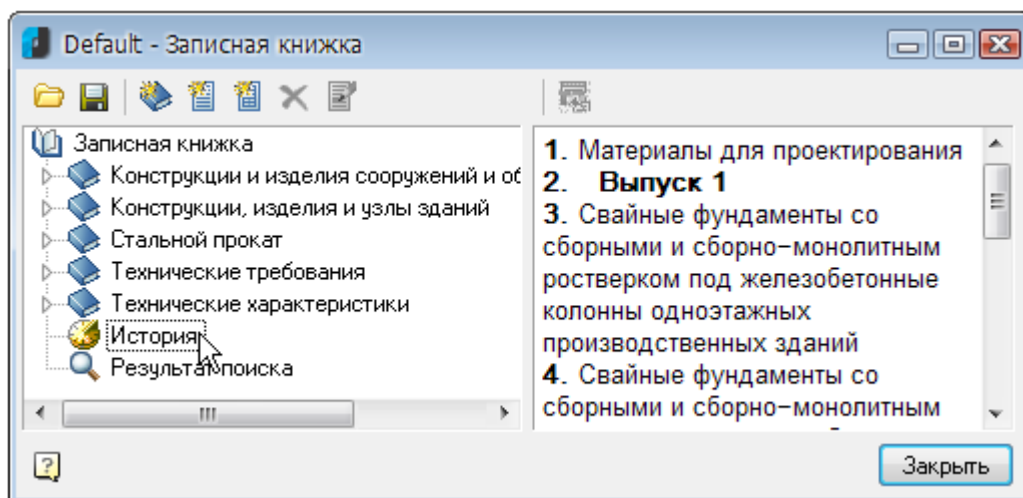 Default - Записная книжка
Записная книжка
Конструкции и изделия сооружений и об
Конструкции, изделия и узлы зданий
Стальной прокат
Технические требования
Технические характеристики
История
Результат поиска
1. Материалы для проектирования
2. Выпуск 1
3. Свайные фундаменты со
сборными и сборно-монолитным
ростверком под железобетонные
колонны одноэтажных
производственных зданий
4. Свайные фундаменты со
сборными и сборно-монолитным
Закрыть